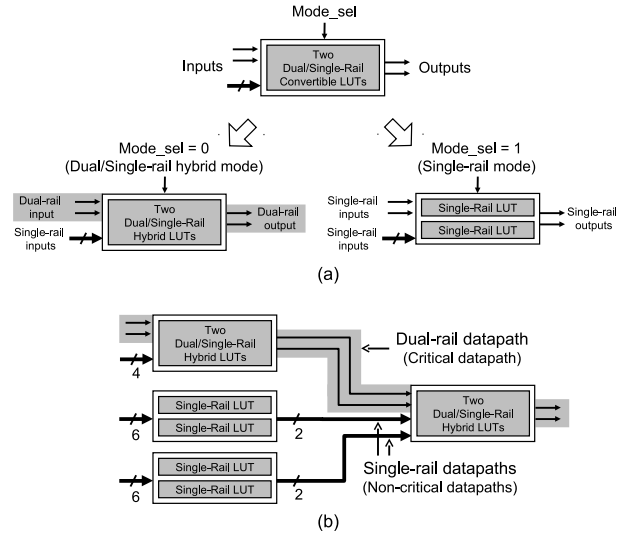 Mode_sel
Inputs
Two
Dual/Single-Rail
Convertible LUTs
Outputs
Mode_sel = 0
(Dual/Single-rail hybrid mode)
Mode_sel = 1
(Single-rail mode)
Dual-rail
input
Single-rail
inputs
Two
Dual/Single-Rail
Hybrid LUTs
Dual-rail
output
Single-rail
inputs
Single-rail
inputs
Single-Rail LUT
Single-Rail LUT
Single-rail
outputs
(a)
Two
Dual/Single-Rail
Hybrid LUTs
4
Dual-rail datapath
(Critical datapath)
Single-Rail LUT
Single-Rail LUT
6
2
Two
Dual/Single-Rail
Hybrid LUTs
Single-Rail LUT
Single-Rail LUT
6
2
Single-rail datapaths
(Non-critical datapaths)
(b)